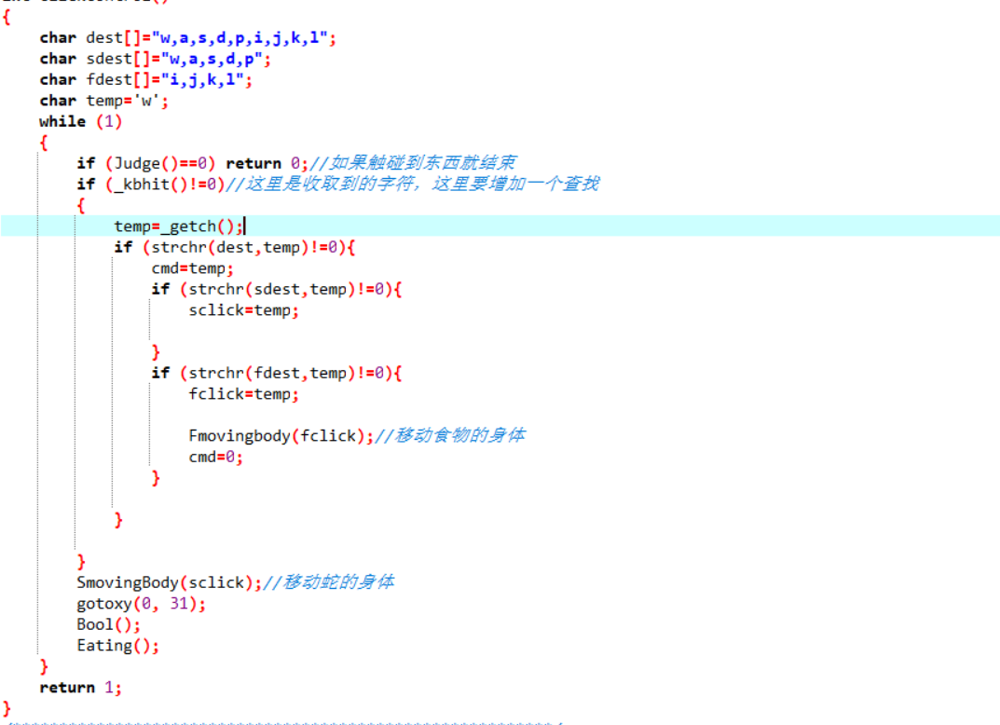 {
char dest[]="w,a,s,d,p,i,j,k,l";
char sdest[]="w,a,s,d,p";
char fdest[]="i,j,k,l";
char temp='w';
while (1)
{
if (Judge()==0) return 0;//如果触碰到东西就结束
if (_kbhit()!=0)//这里是收取到的字符，这里要增加一个查找
{
temp=_getch();
if (strchr(dest,temp)!=0){
cmd=temp;
if (strchr(sdest,temp)!=0){
sclick=temp;
}
if (strchr(fdest,temp)!=0){
fclick=temp;
Fmovingbody(fclick);//移动食物的身体
cmd=0;
}
}
}
SmovingBody(sclick);//移动蛇的身体
gotoxy(0, 31);
Bool();
Eating();
}
return 1;
}